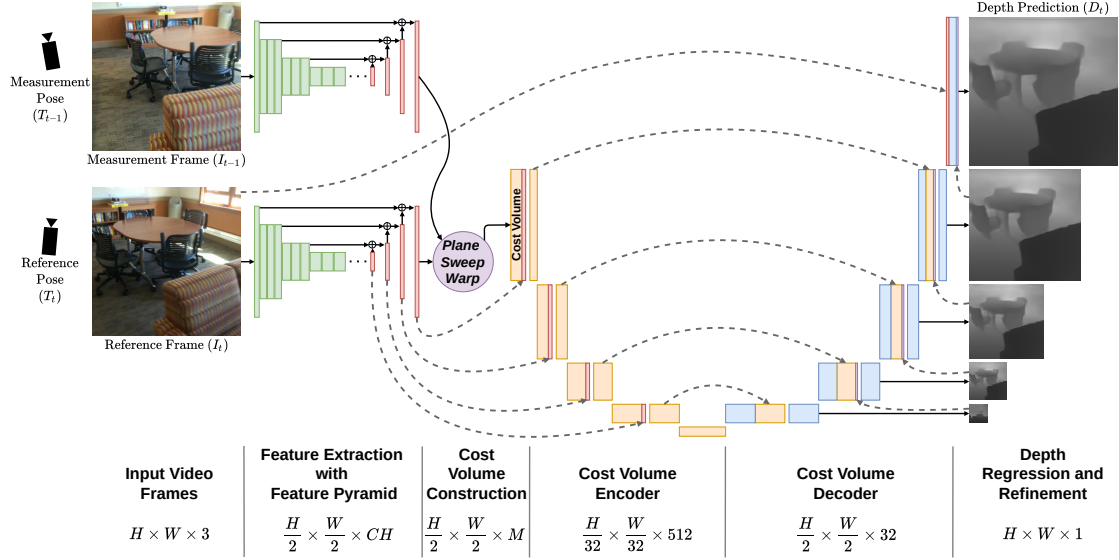 Depth Prediction (D_t)
Measurement
Pose
(T_{t-1})
Measurement Frame (I_{t-1})
Reference
Pose
(T_t)
Reference Frame (I_t)
Plane
Sweep
Warp
Cost Volume
Input Video
Frames
H × W × 3
Feature Extraction
with
Feature Pyramid
H/2 × W/2 × CH
Cost
Volume
Construction
H/2 × W/2 × M
Cost Volume
Encoder
H/32 × W/32 × 512
Cost Volume
Decoder
H/2 × W/2 × 32
Depth
Regression and
Refinement
H × W × 1